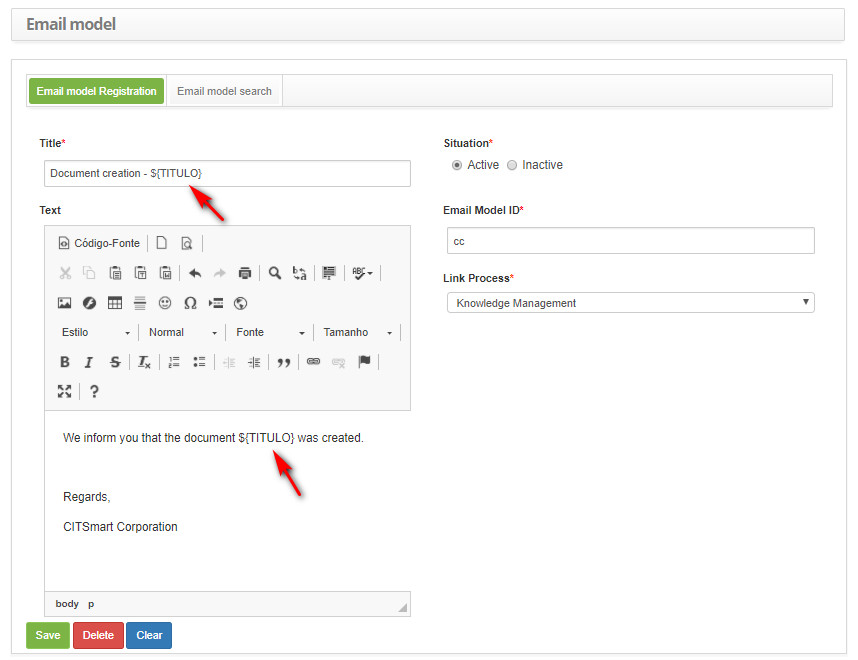 Email model
Email model Registration
Email model search
Title*
Document creation - ${TITULO}
Text
Código-Fonte
ABC
Estilo
Normal
Fonte
Tamanho
B I S Ix
?
We inform you that the document ${TITULO} was created.
Regards,
CITSmart Corporation
body p
Situation*
Active Inactive
Email Model ID*
cc
Link Process*
Knowledge Management
Save Delete Clear